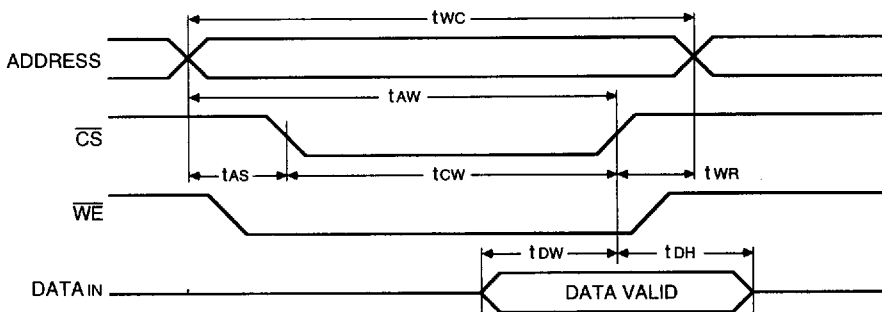 tWC
ADDRESS
tAW
CS
tAS
tCW
tWR
WE
tDW
tDH
DATA IN
DATA VALID